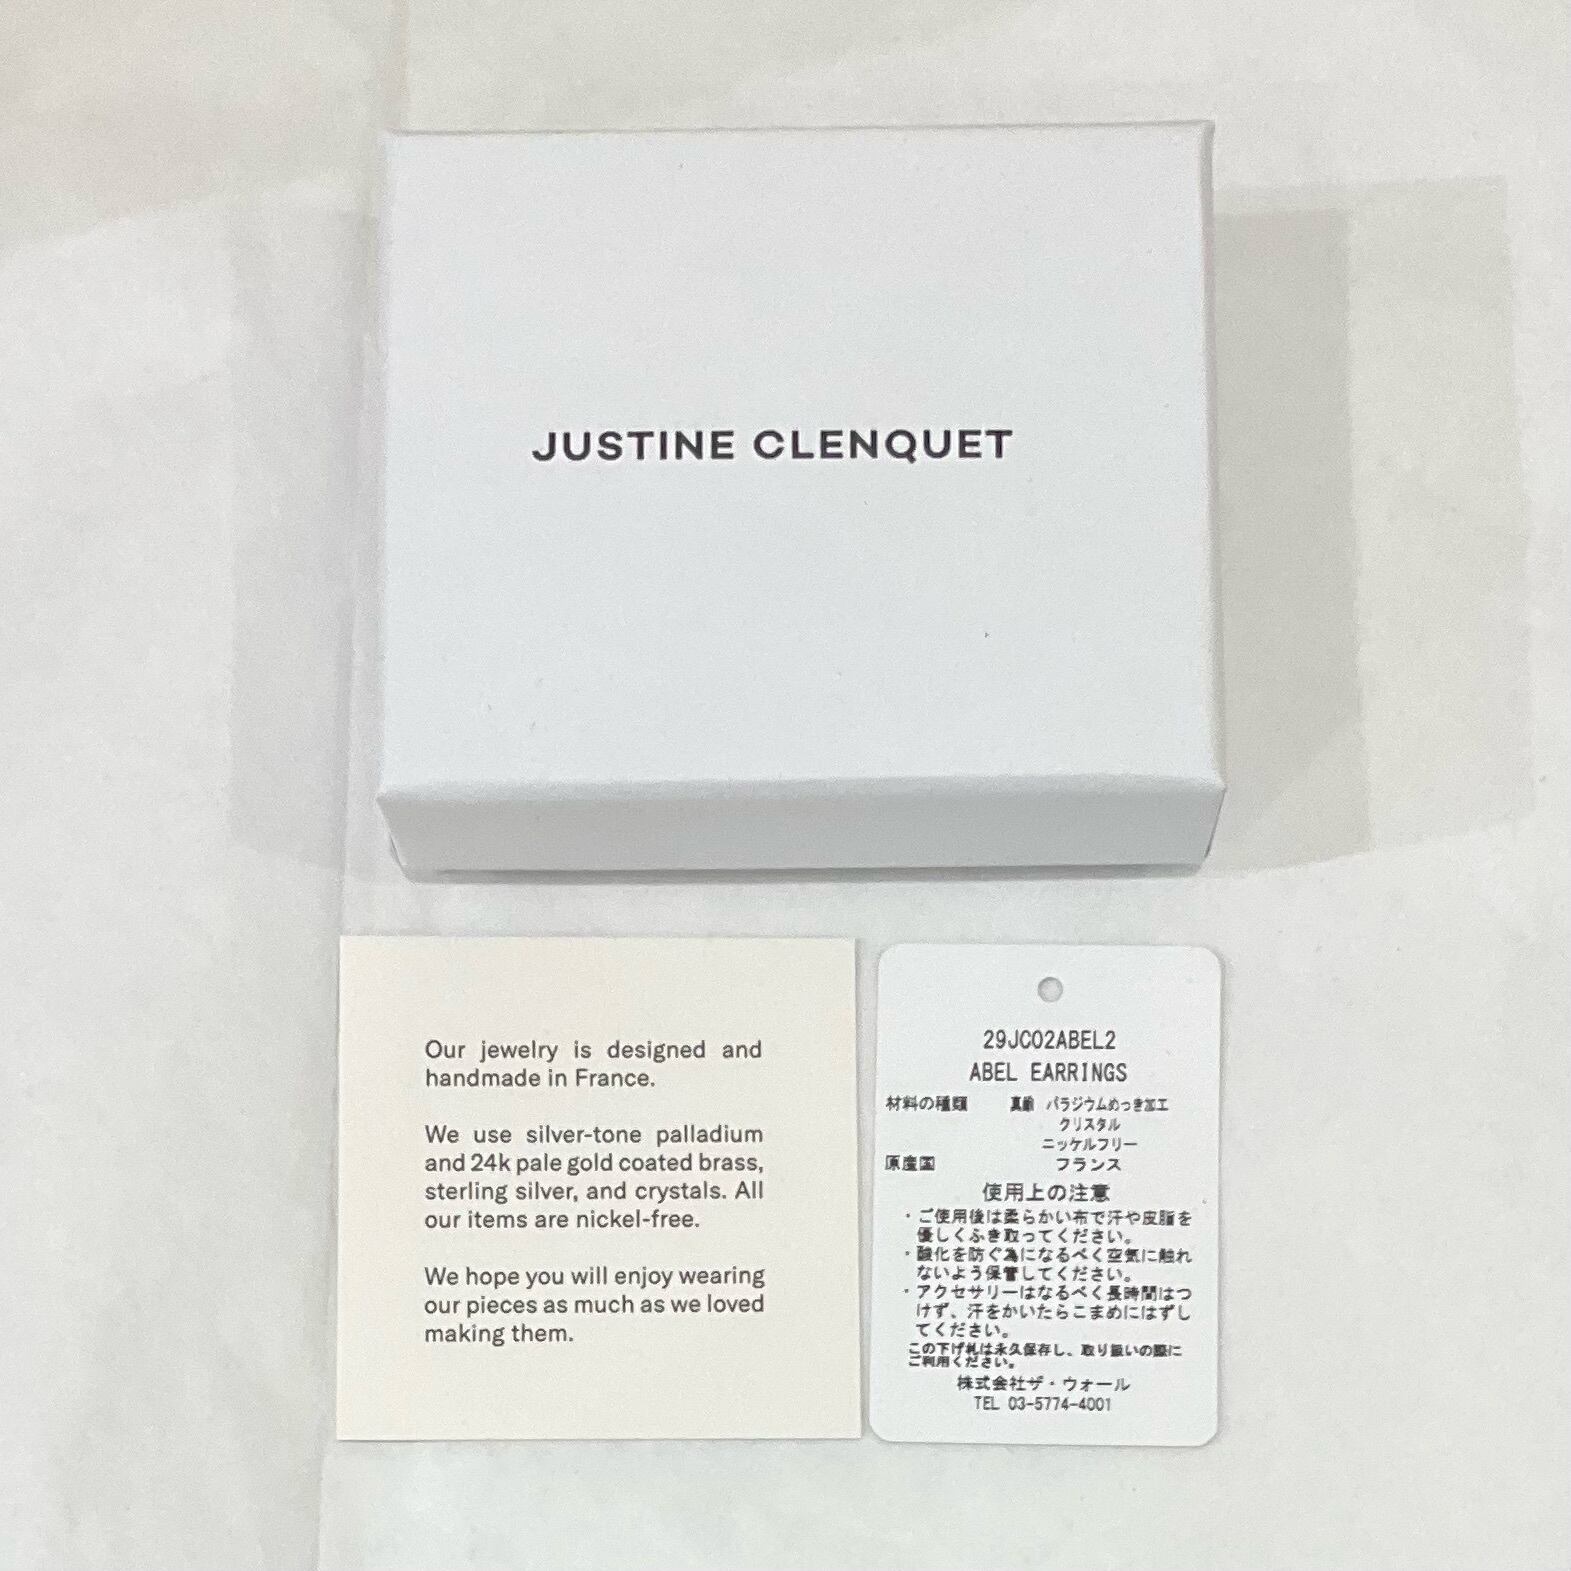 JUSTINE CLENQUET
Our jewelry is designed and
handmade in France.
We use silver-tone palladium
and 24k pale gold coated brass,
sterling silver, and crystals. All
our items are nickel-free.
We hope you will enjoy wearing
our pieces as much as we loved
making them.
29JC02ABEL2
ABEL EARRINGS
材料の種類 真鍮 パラジウムめっき加工
クリスタル
ニッケルフリー
原産国 フランス
使用上の注意
・ご使用後は柔らかい布で汗や皮脂を
優しくふき取ってください。
・酸化を防ぐ為になるべく空気に触れ
ないよう保管してください。
・アクセサリーはなるべく長時間はつ
けず、汗をかいたらこまめにはずし
てください。
この下げ札は永久保存し、取り扱いの際に
ご利用ください。
株式会社ザ・ウォール
TEL 03-5774-4001